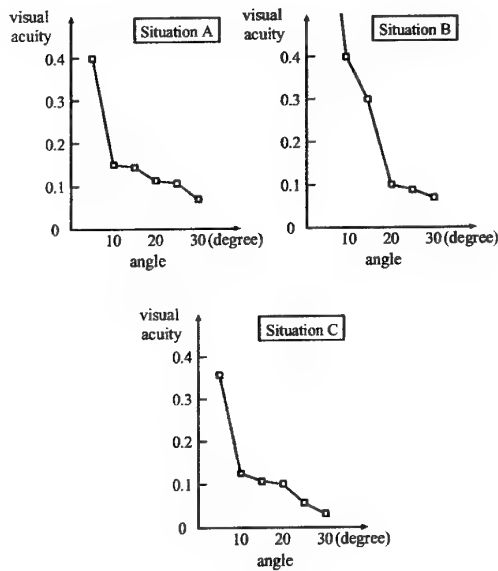 visual
acuity
Situation A
0.4
0.3
0.2
0.1
0
10 20 30 (degree)
angle
visual
acuity
Situation B
0.4
0.3
0.2
0.1
0
10 20 30 (degree)
angle
visual
acuity
Situation C
0.4
0.3
0.2
0.1
0
10 20 30 (degree)
angle